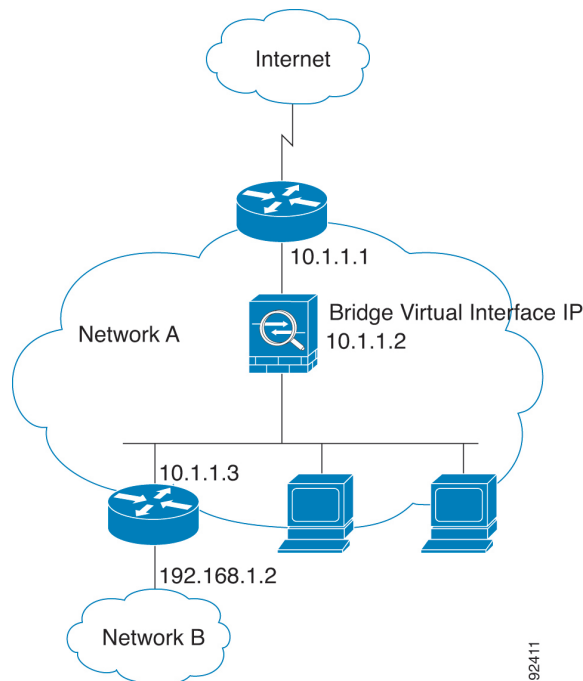 Internet
10.1.1.1
Bridge Virtual Interface IP
10.1.1.2
Network A
10.1.1.3
192.168.1.2
Network B
92411